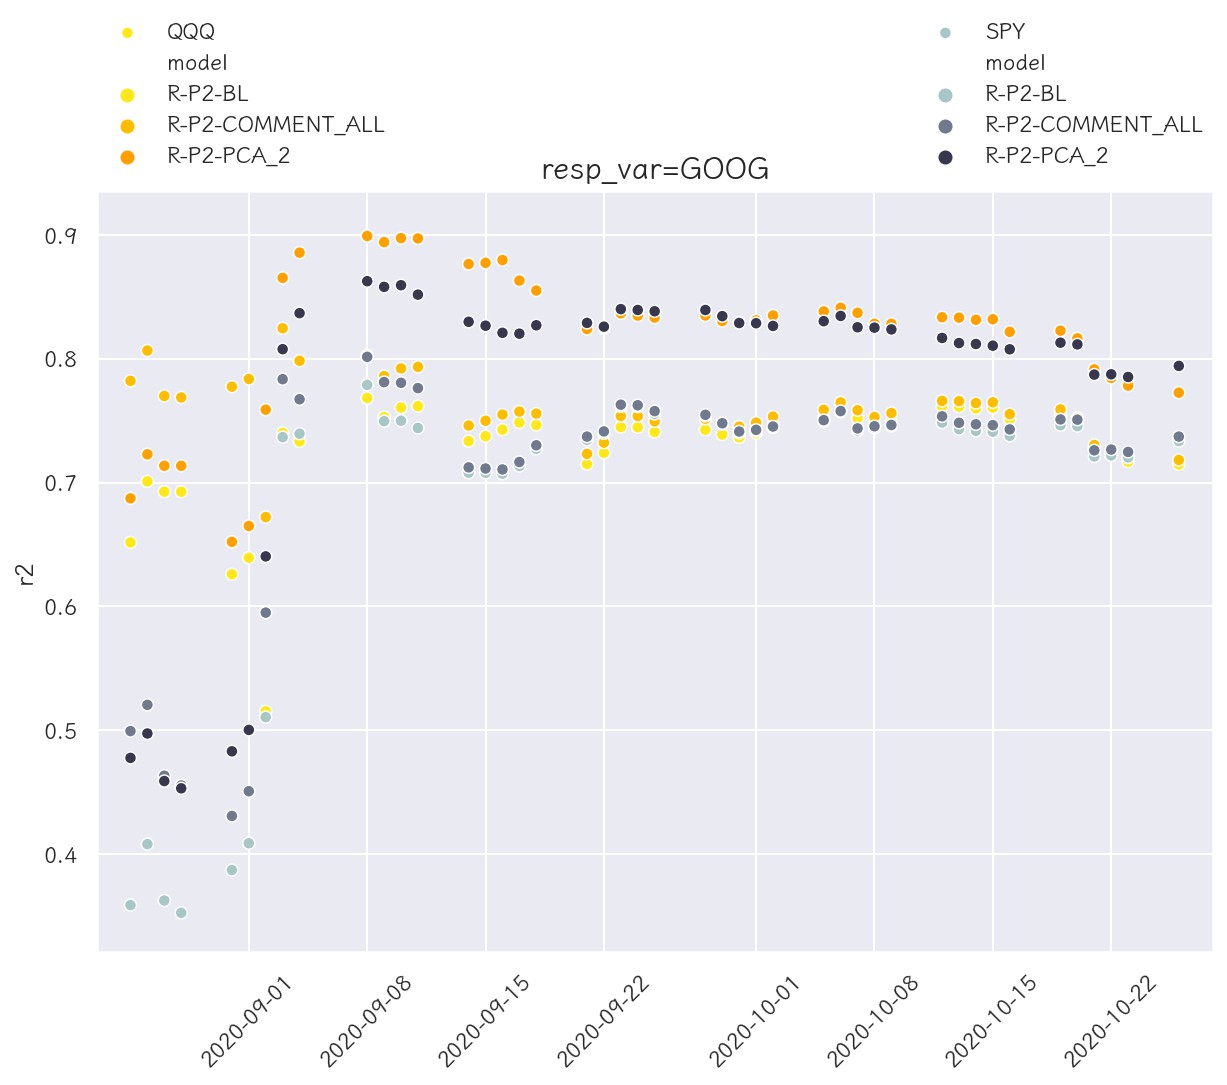 QQQ
model
R-P2-BL
R-P2-COMMENT_ALL
R-P2-PCA_2
SPY
model
R-P2-BL
R-P2-COMMENT_ALL
R-P2-PCA_2
resp_var=GOOG
0.9
0.8
0.7
0.6
0.5
0.4
r2
2020-09-01
2020-09-08
2020-09-15
2020-09-22
2020-10-01
2020-10-08
2020-10-15
2020-10-22